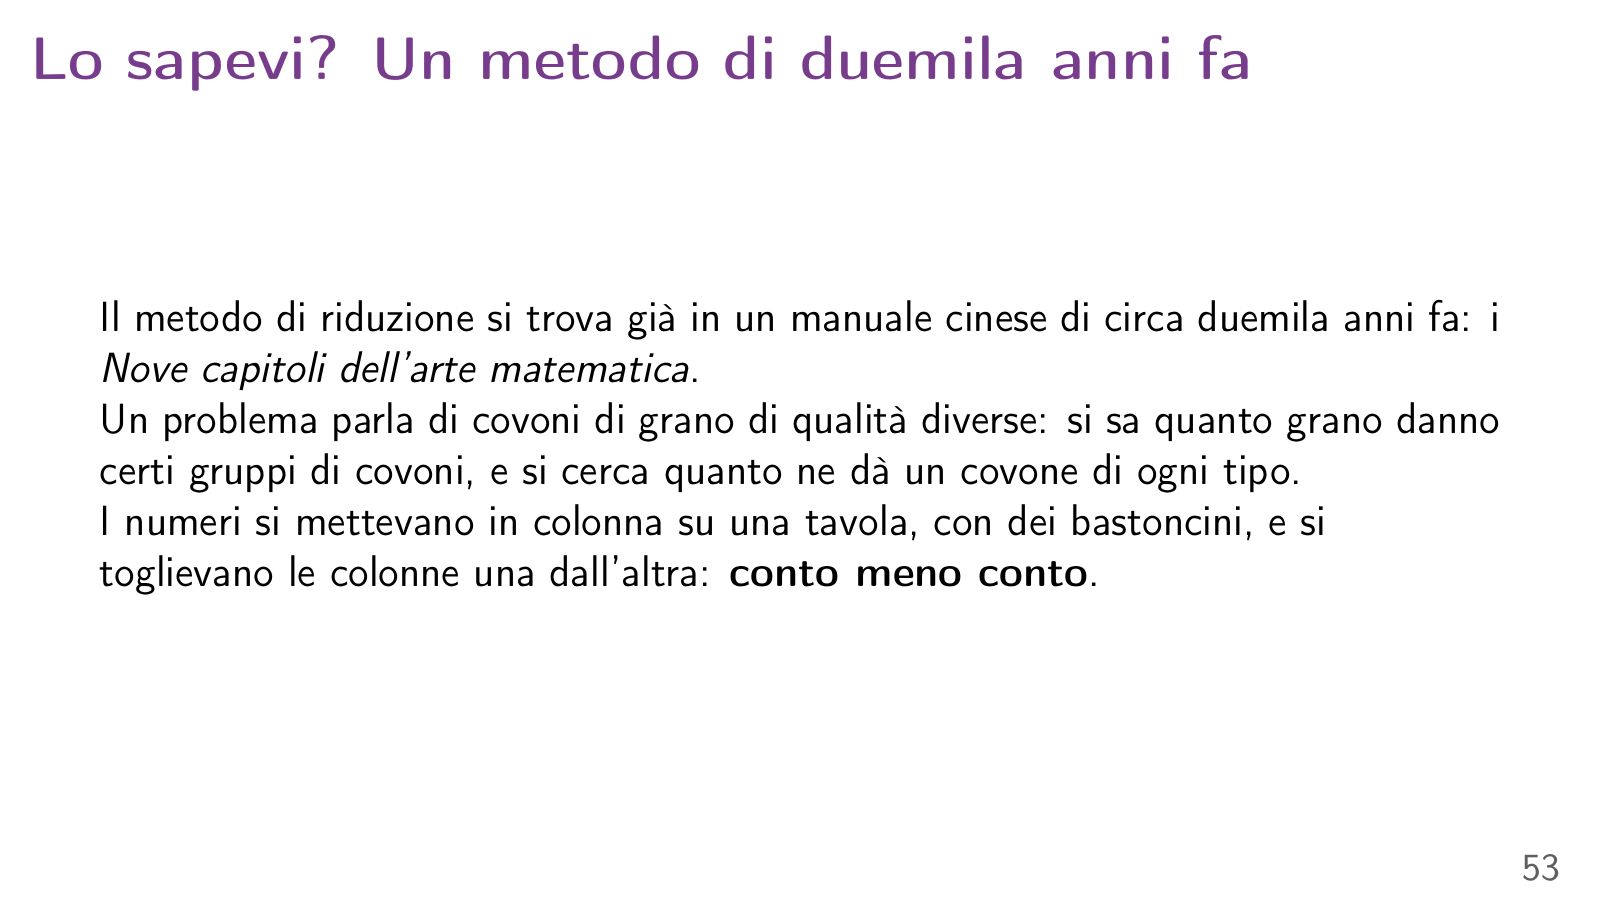 Lo sapevi? Un metodo di duemila anni fa
Il metodo di riduzione si trova già in un manuale cinese di circa duemila anni fa: i
Nove capitoli dell'arte matematica.
Un problema parla di covoni di grano di qualità diverse: si sa quanto grano danno
certi gruppi di covoni, e si cerca quanto ne dà un covone di ogni tipo.
I numeri si mettevano in colonna su una tavola, con dei bastoncini, e si
toglievano le colonne una dall'altra: conto meno conto.
53